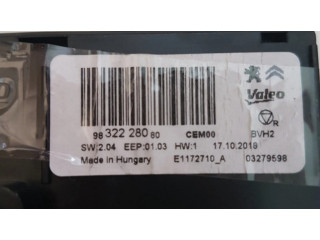 Valeo
98 322 280 80 CEM00 BVH2
R
SW:2.04 EEP:01.03 HW:1 17.10.2019
Made in Hungary E1172710_A 03279598